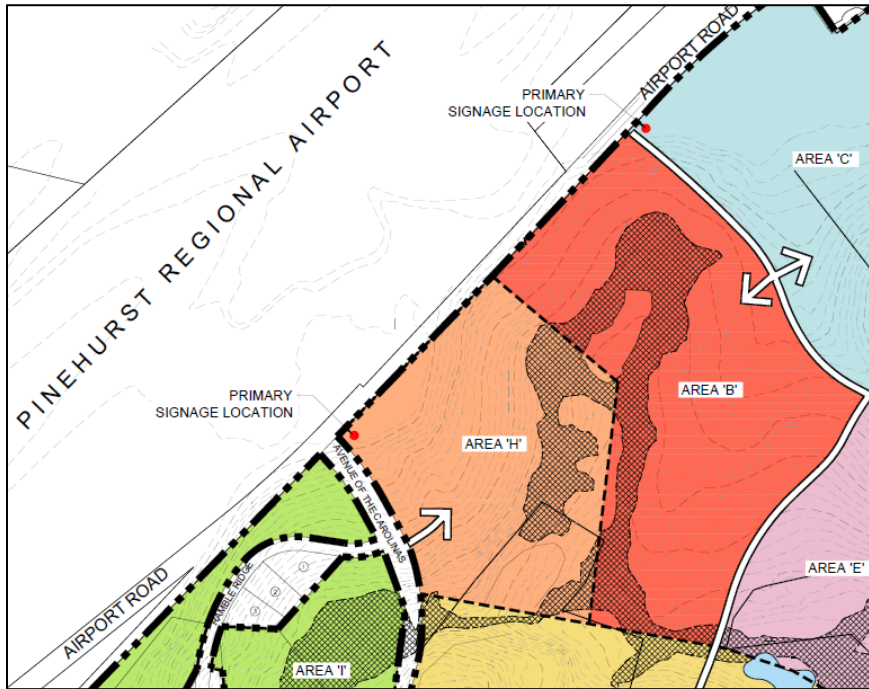 AIRPORT ROAD
PRIMARY
SIGNAGE LOCATION
PINEHURST REGIONAL AIRPORT
AREA 'C'
AREA 'B'
PRIMARY
SIGNAGE LOCATION
AREA 'H'
AVENUE OF THE CAROLINAS
1
2
3
RAMBLE RIDGE
AREA 'E'
AIRPORT ROAD
AREA 'I'